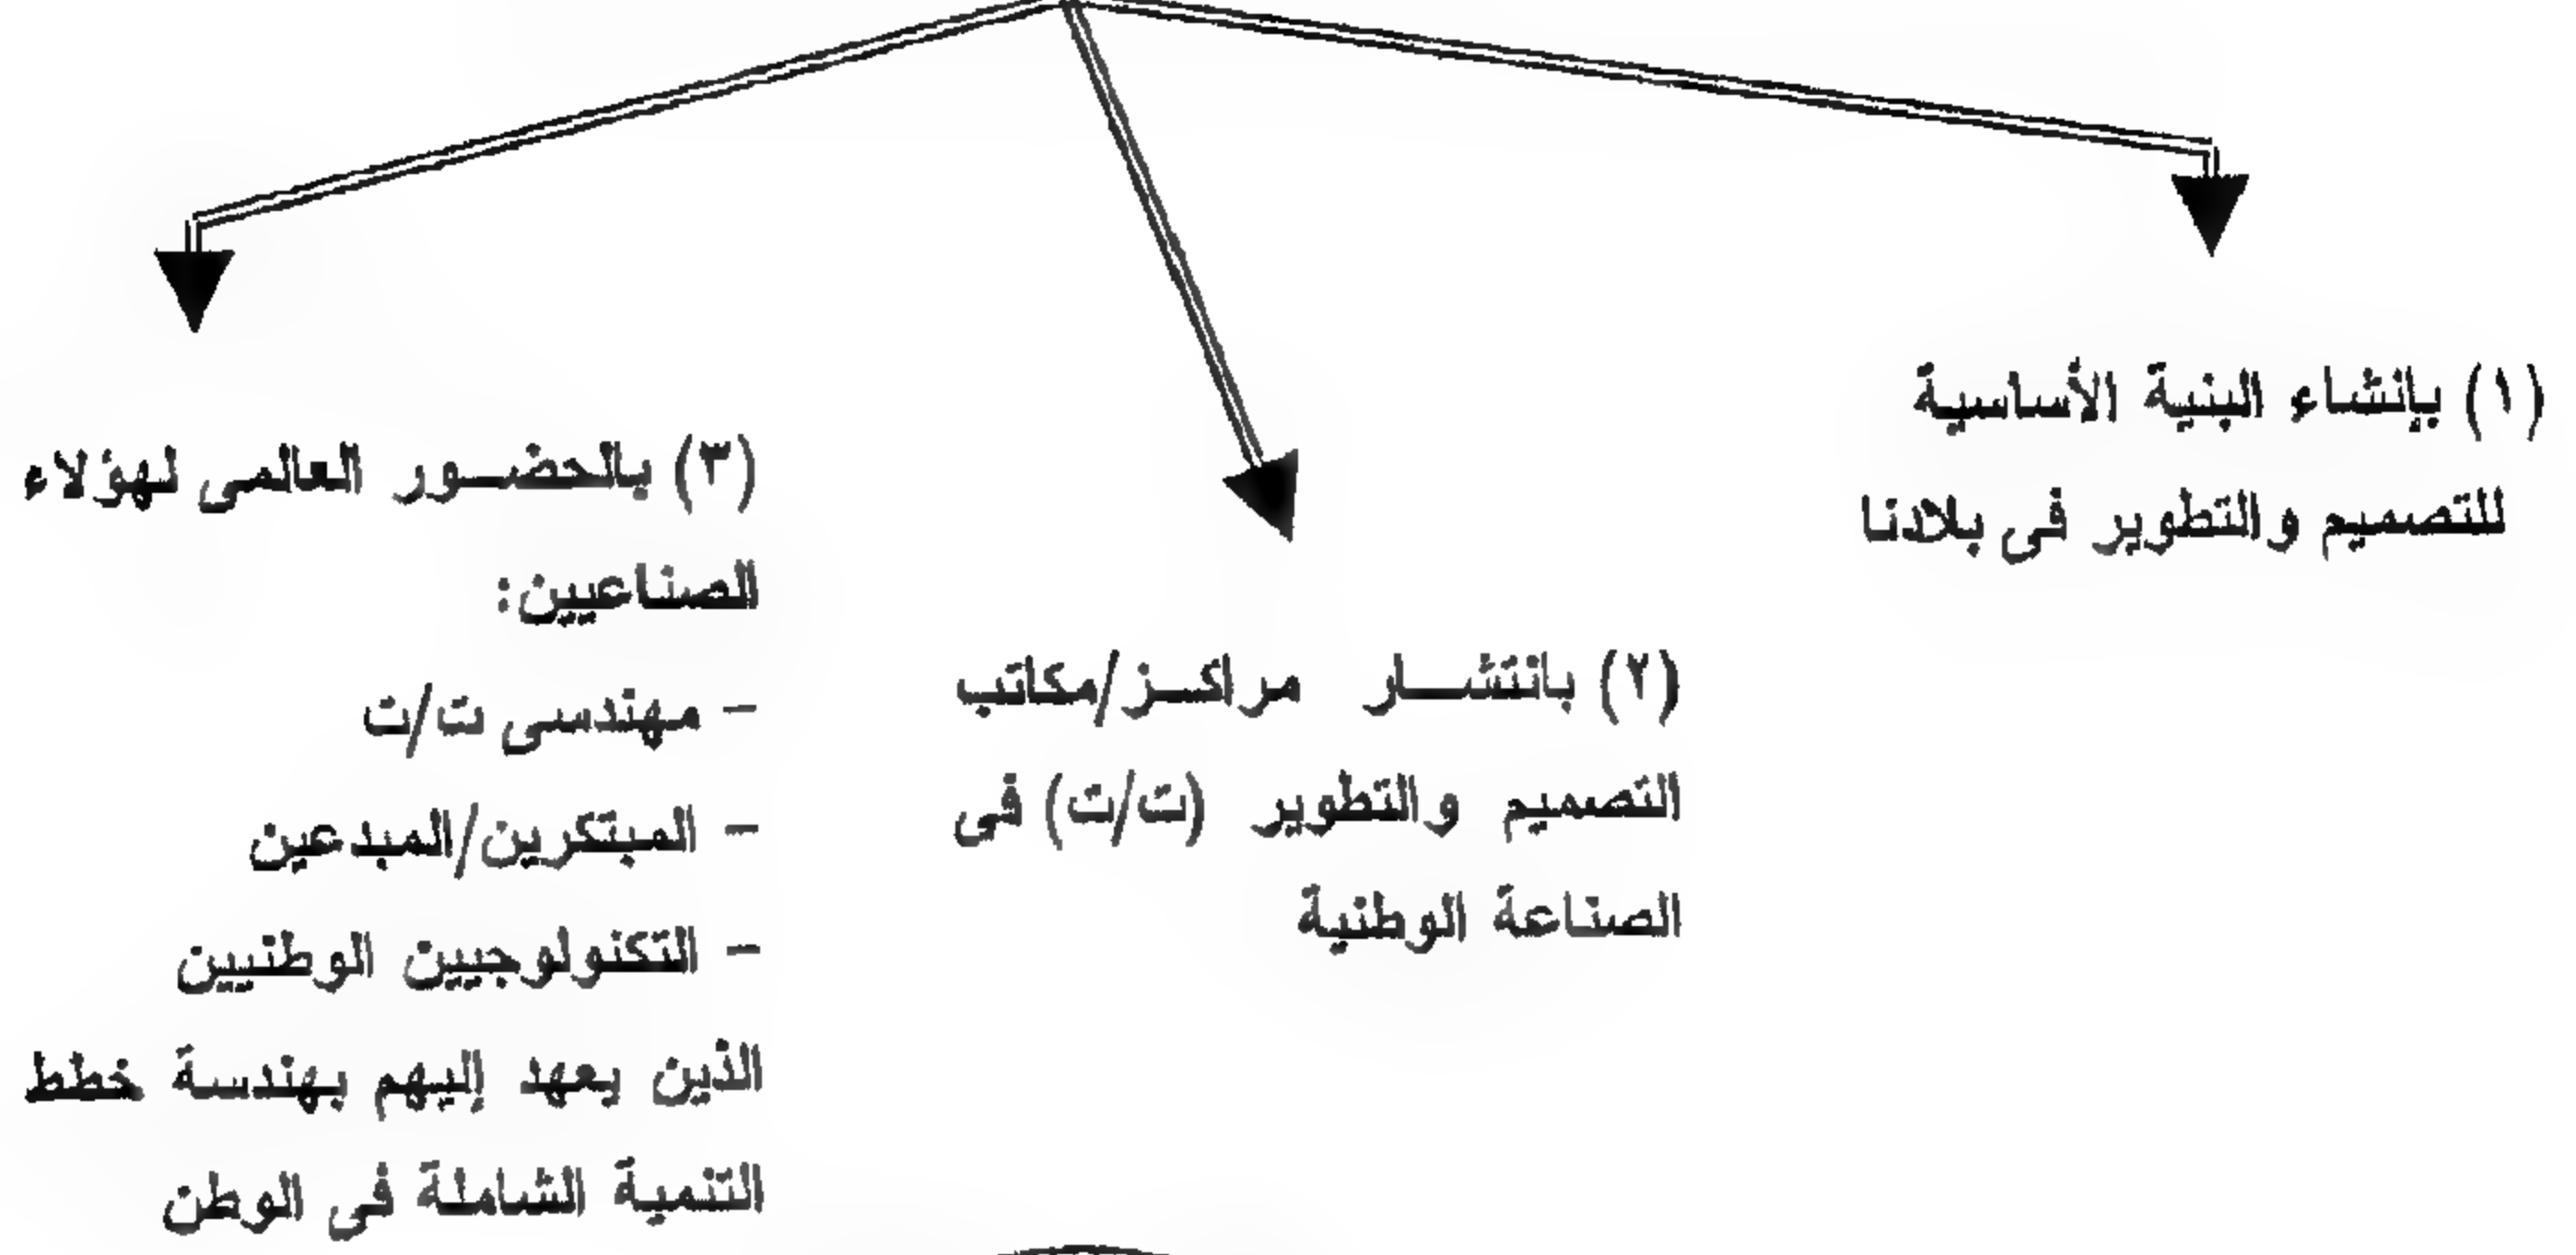 (١) بإنشاء البنية الأساسية
للتصميم والتطوير فى بلادنا
(٢) بانتشار مراكز/مكاتب
التصميم والتطوير (ت/ت) فى
الصناعة الوطنية
(٣) بالحضور العالمى لهؤلاء
الصناعيين:
- مهندسى ت/ت
- المبتكرين/المبدعين
- التكنولوجيين الوطنيين
الذين يعهد إليهم بهندسة خطط
التنمية الشاملة فى الوطن